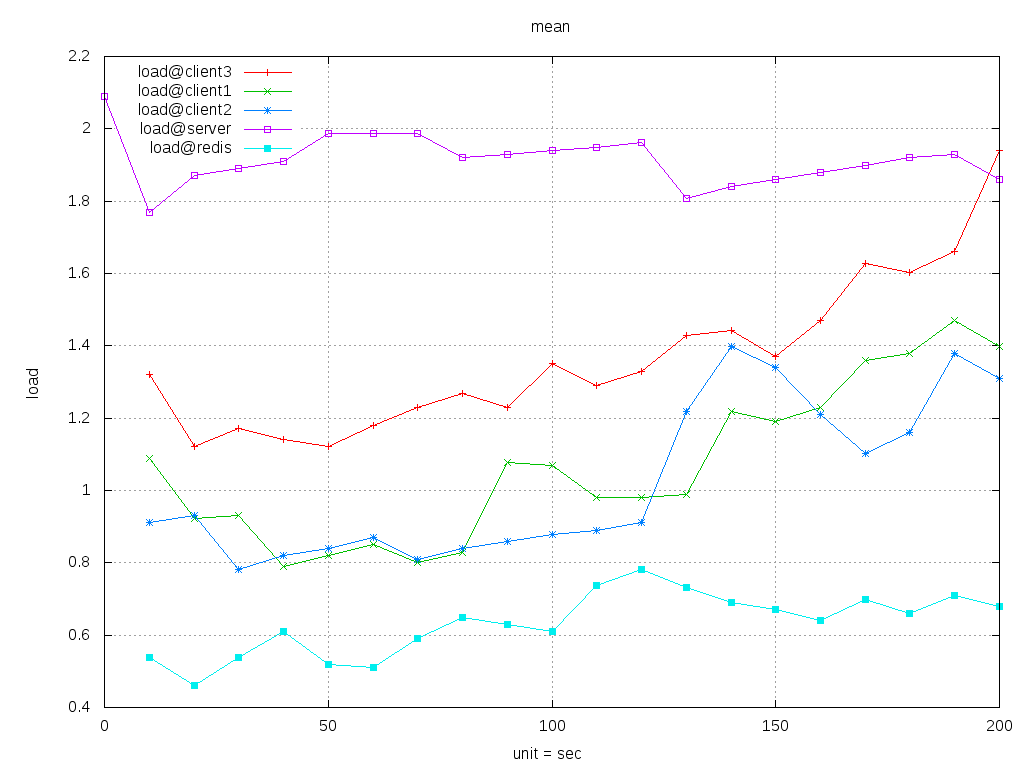 mean
2.2
2
1.8
1.6
1.4
1.2
1
0.8
0.6
0.4
load
load@client3
load@client1
load@client2
load@server
load@redis
0 50 100 150 200
unit = sec